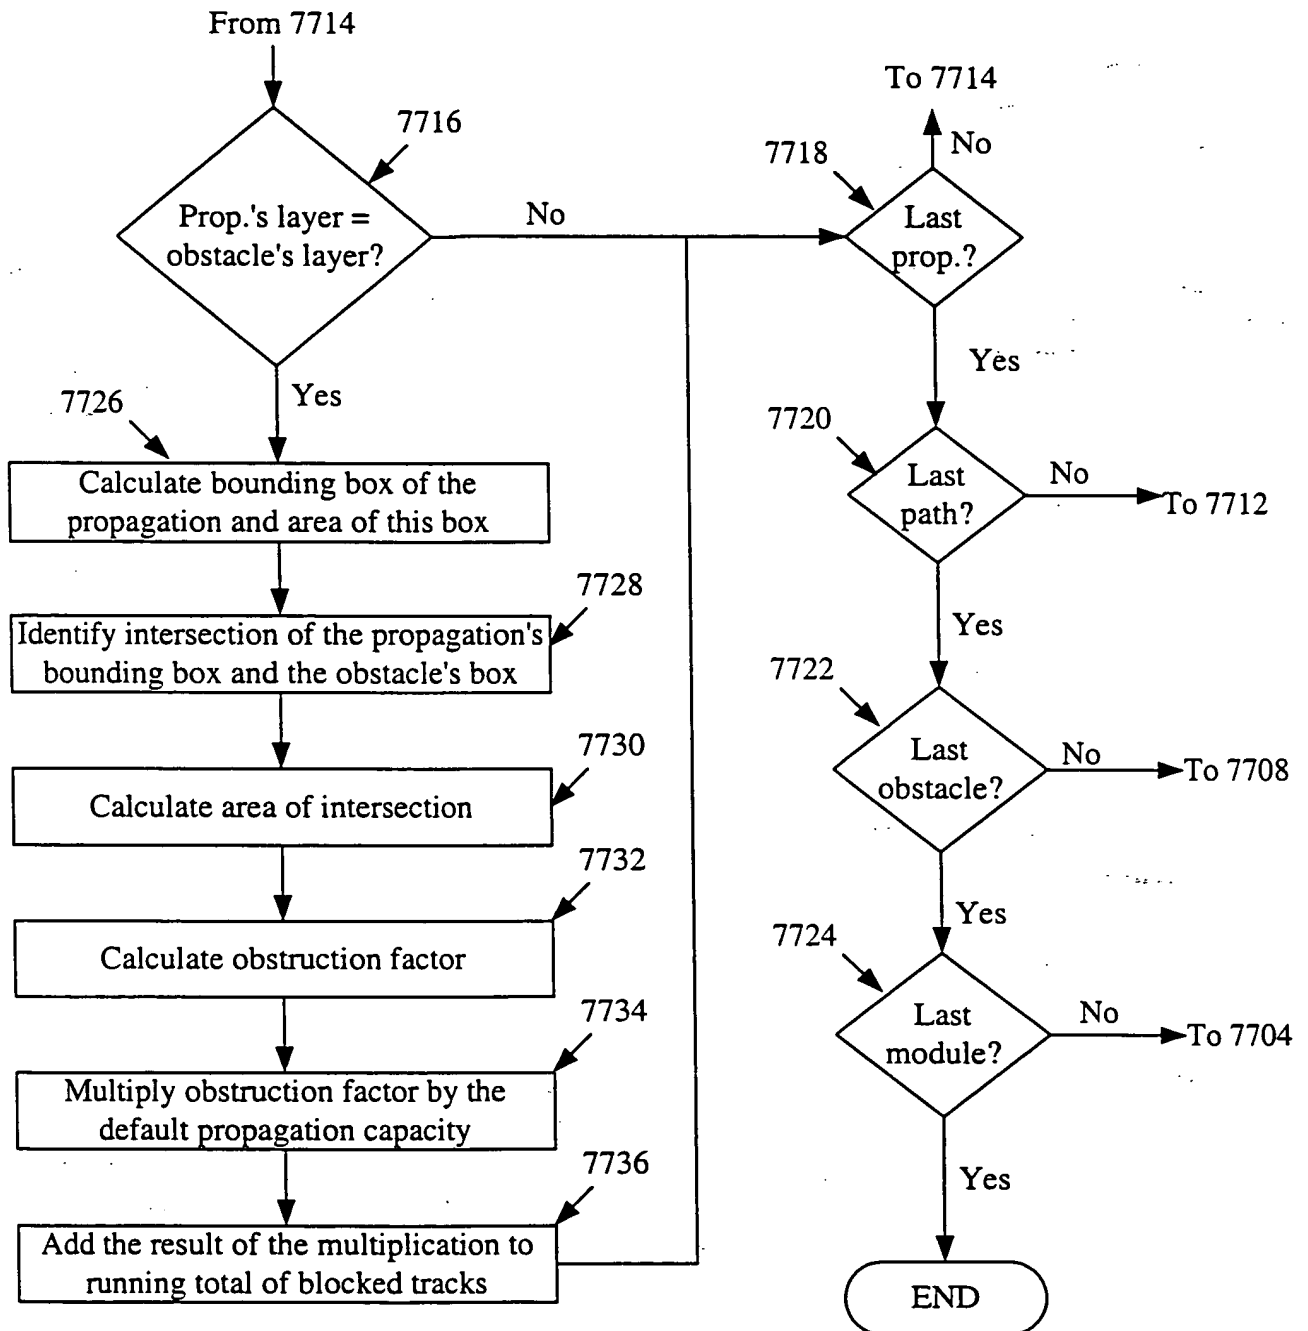 From 7714
7716
Prop.'s layer =
obstacle's layer?
No
Yes
7726
Calculate bounding box of the
propagation and area of this box
7728
Identify intersection of the propagation's
bounding box and the obstacle's box
7730
Calculate area of intersection
7732
Calculate obstruction factor
7734
Multiply obstruction factor by the
default propagation capacity
7736
Add the result of the multiplication to
running total of blocked tracks
To 7714
No
7718
Last
prop.?
Yes
7720
Last
path?
No
To 7712
Yes
7722
Last
obstacle?
No
To 7708
Yes
7724
Last
module?
No
To 7704
Yes
END